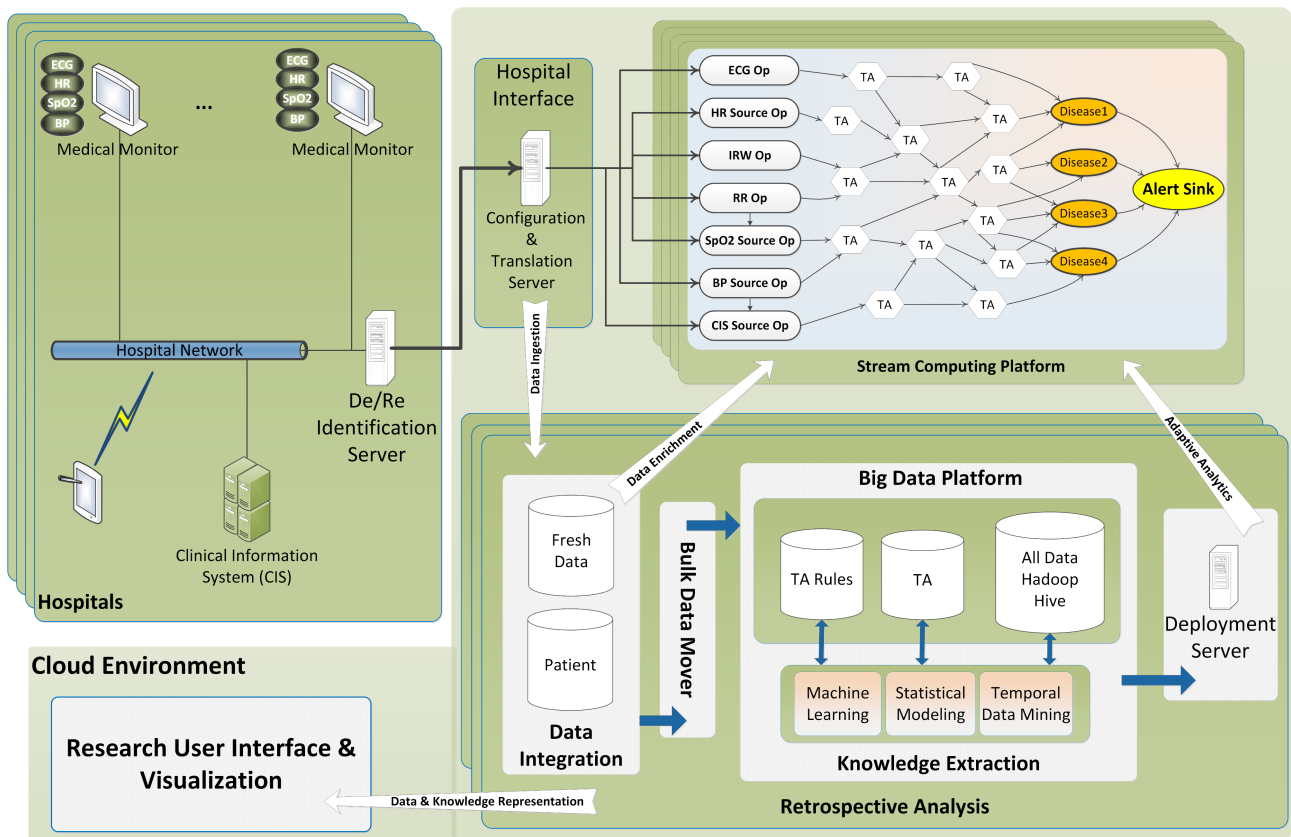 ECG
HR
SpO2
BP
Medical Monitor
...
ECG
HR
SpO2
BP
Medical Monitor
Hospital Network
De/Re
Identification
Server
Clinical Information
System (CIS)
Hospitals
Hospital
Interface
Configuration
&
Translation
Server
ECG Op
HR Source Op
IRW Op
RR Op
SpO2 Source Op
BP Source Op
CIS Source Op
TA
TA
TA
TA
TA
TA
TA
TA
TA
TA
TA
TA
TA
TA
Disease1
Disease2
Disease3
Disease4
Alert Sink
Stream Computing Platform
Data Ingestion
Data Enrichment
Adaptive Analytics
Fresh
Data
Patient
Data
Integration
Bulk Data Mover
Big Data Platform
TA Rules
TA
All Data
Hadoop
Hive
Machine
Learning
Statistical
Modeling
Temporal
Data Mining
Knowledge Extraction
Deployment
Server
Retrospective Analysis
Data & Knowledge Representation
Cloud Environment
Research User Interface &
Visualization